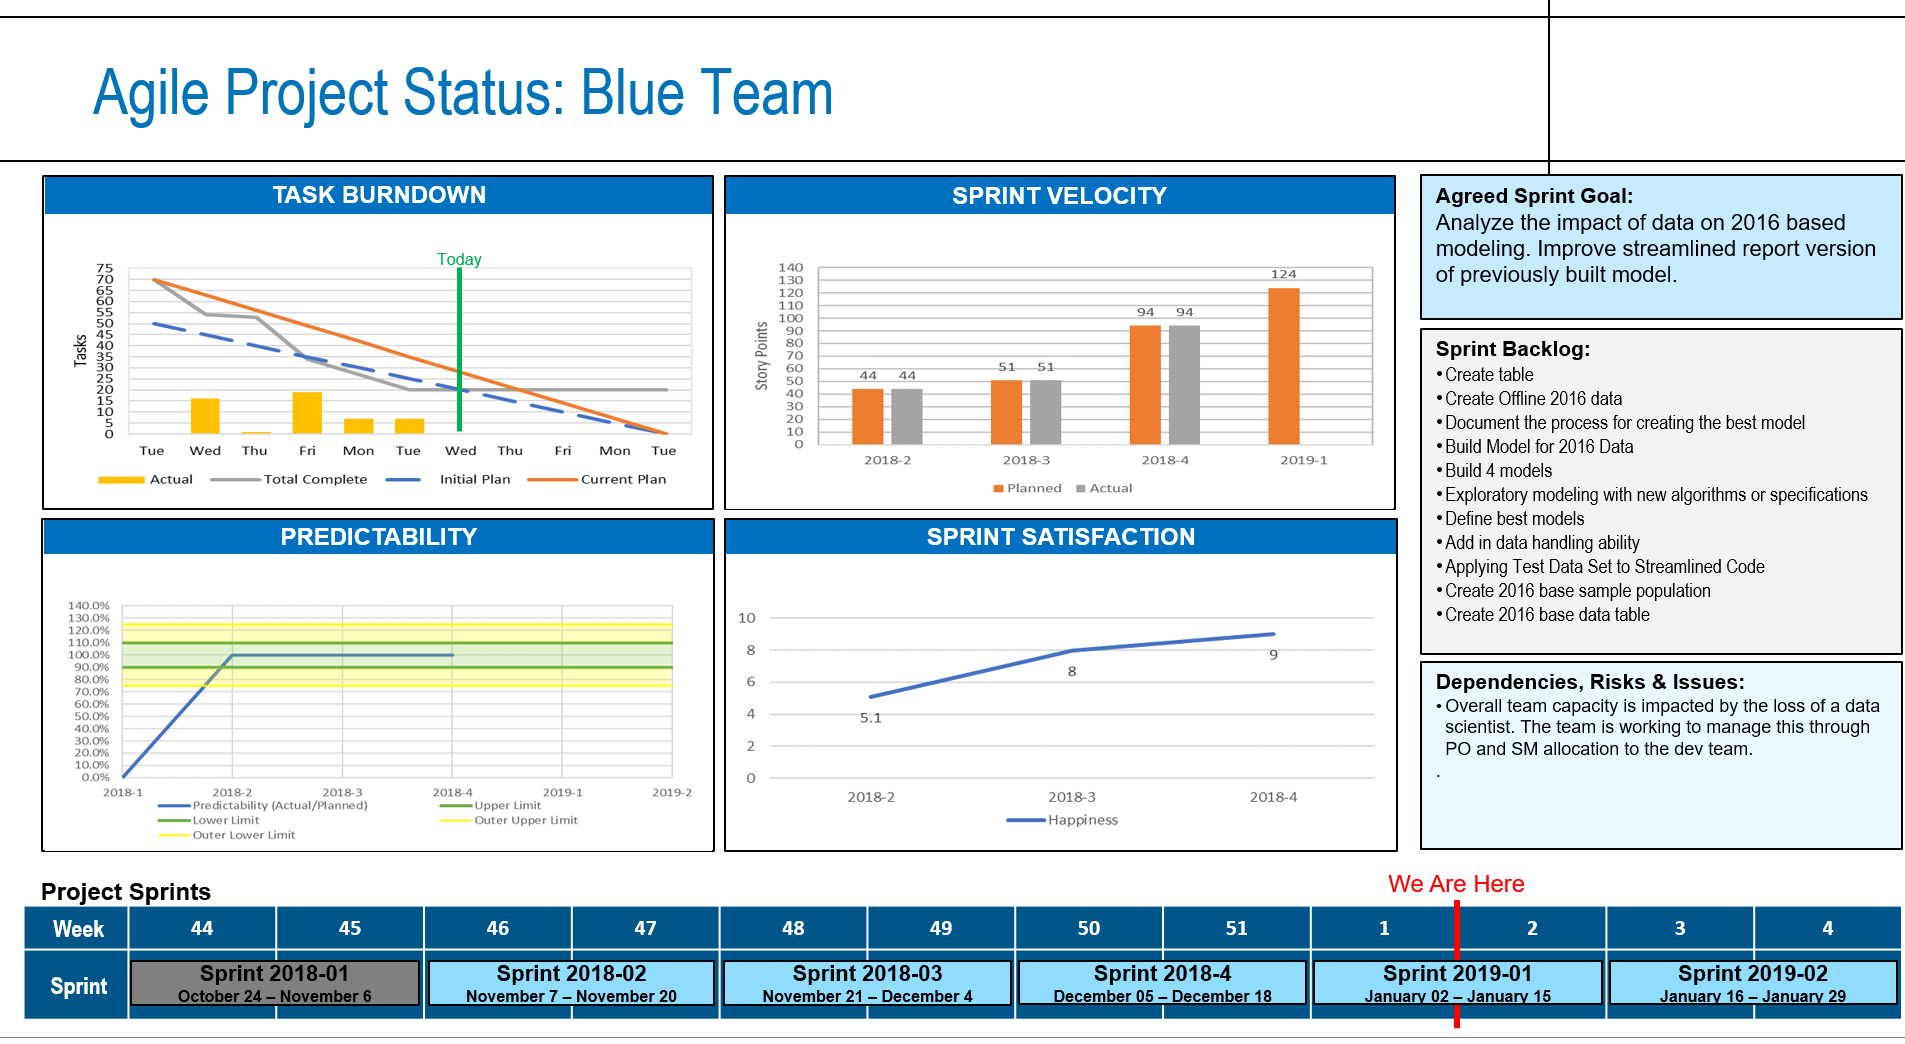 Agile Project Status: Blue Team
TASK BURNDOWN
Today
75
70
65
60
55
50
45
40
35
30
25
20
15
10
5
0
Tasks
Tue Wed Thu Fri Mon Tue Wed Thu Fri Mon Tue
Actual Total Complete Initial Plan Current Plan
SPRINT VELOCITY
140
130
120
110
100
90
80
70
60
50
40
30
20
10
0
Story Points
44 44 51 51 94 94 124
2018-2 2018-3 2018-4 2019-1
Planned Actual
PREDICTABILITY
140.0%
130.0%
120.0%
110.0%
100.0%
90.0%
80.0%
70.0%
60.0%
50.0%
40.0%
30.0%
20.0%
10.0%
0.0%
2018-1 2018-2 2018-3 2018-4 2019-1 2019-2
Predictability (Actual/Planned) Upper Limit
Lower Limit Outer Upper Limit
Outer Lower Limit
SPRINT SATISFACTION
10
8
6
4
2
0
5.1 8 9
2018-2 2018-3 2018-4
Happiness
Agreed Sprint Goal:
Analyze the impact of data on 2016 based
modeling. Improve streamlined report version
of previously built model.
Sprint Backlog:
•Create table
•Create Offline 2016 data
•Document the process for creating the best model
•Build Model for 2016 Data
•Build 4 models
•Exploratory modeling with new algorithms or specifications
•Define best models
•Add in data handling ability
•Applying Test Data Set to Streamlined Code
•Create 2016 base sample population
•Create 2016 base data table
Dependencies, Risks & Issues:
• Overall team capacity is impacted by the loss of a data
scientist. The team is working to manage this through
PO and SM allocation to the dev team.
.
Project Sprints
We Are Here
Week 44 45 46 47 48 49 50 51 1 2 3 4
Sprint Sprint 2018-01 Sprint 2018-02 Sprint 2018-03 Sprint 2018-4 Sprint 2019-01 Sprint 2019-02
October 24 – November 6 November 7 – November 20 November 21 – December 4 December 05 – December 18 January 02 – January 15 January 16 – January 29